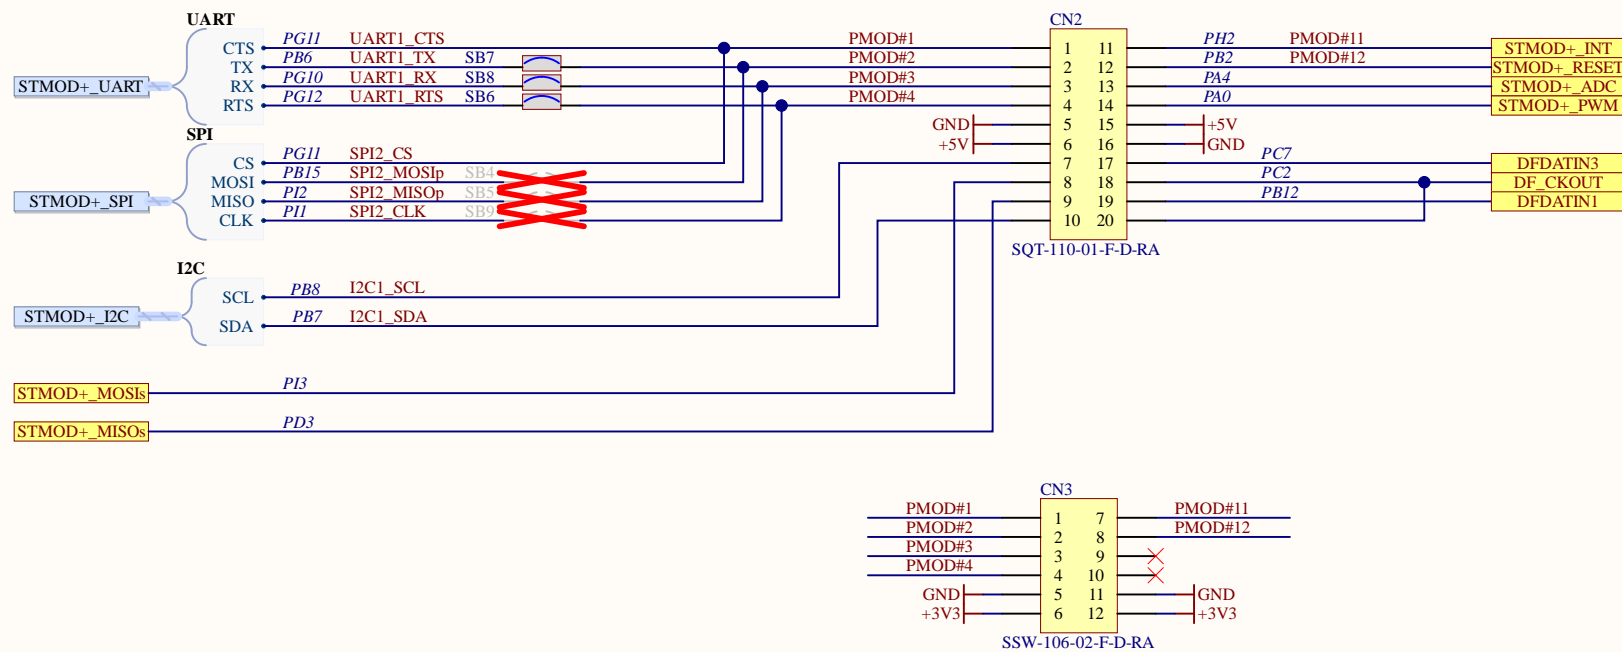 UART
CN2
CTS PG11 UART1_CTS PMOD#1 1 11 PH2 PMOD#11 STMOD+_INT
TX PB6 UART1_TX SB7 PMOD#2 2 12 PB2 PMOD#12 STMOD+_RESET
STMOD+_UART RX PG10 UART1_RX SB8 PMOD#3 3 13 PA4 STMOD+_ADC
RTS PG12 UART1_RTS SB6 PMOD#4 4 14 PA0 STMOD+_PWM
GND 5 15 +5V
SPI
+5V 6 16 GND
CS PG11 SPI2_CS 7 17 PC7 DFDATIN3
MOSI PB15 SPI2_MOSIp SB4 8 18 PC2 DF_CKOUT
STMOD+_SPI MISO PI2 SPI2_MISOp SB5 9 19 PB12 DFDATIN1
CLK PI1 SPI2_CLK SB9 10 20
SQT-110-01-F-D-RA
I2C
SCL PB8 I2C1_SCL
STMOD+_I2C
SDA PB7 I2C1_SDA
STMOD+_MOSIs PI3
STMOD+_MISOs PD3
CN3
PMOD#1 1 7 PMOD#11
PMOD#2 2 8 PMOD#12
PMOD#3 3 9
PMOD#4 4 10
GND 5 11 GND
+3V3 6 12 +3V3
SSW-106-02-F-D-RA